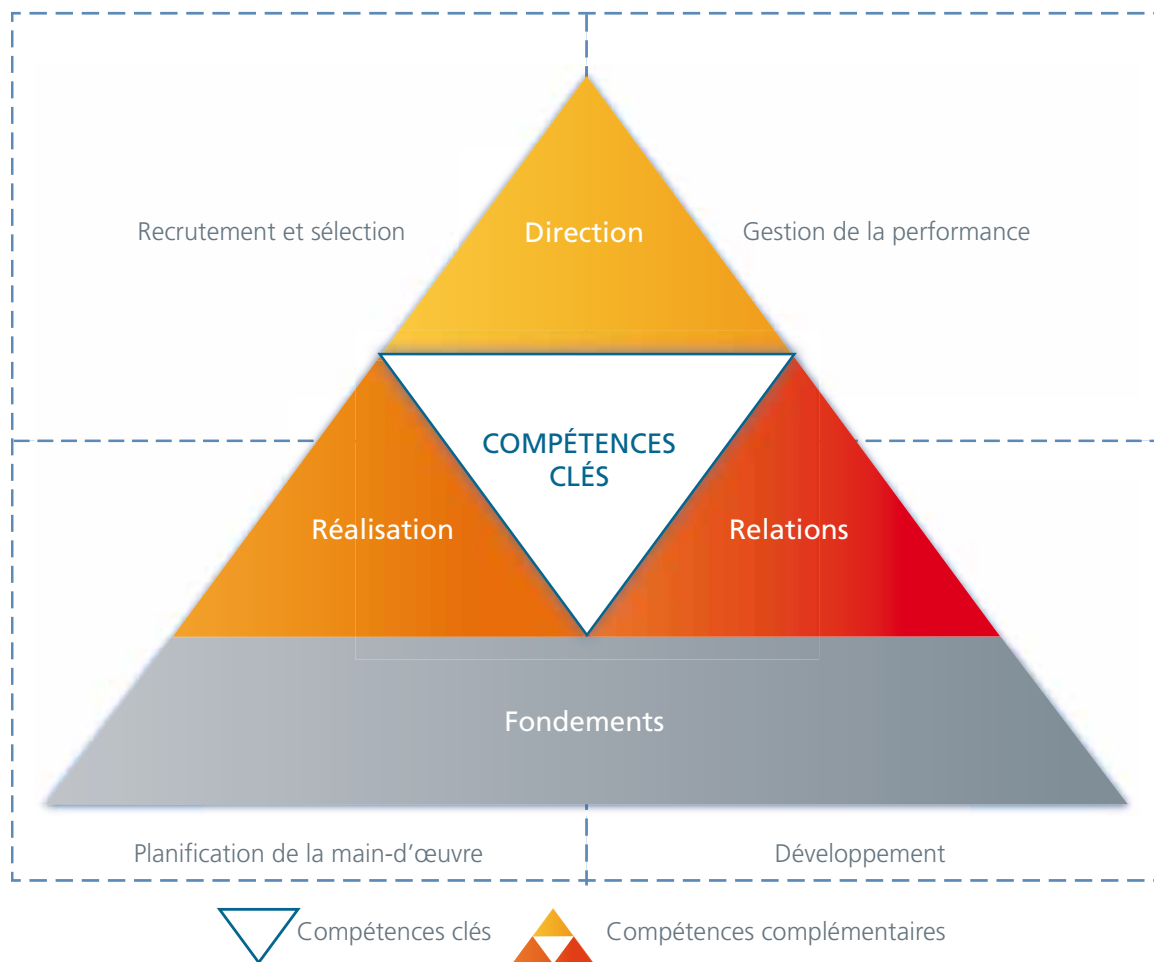 Recrutement et sélection
Direction
Gestion de la performance
COMPÉTENCES
CLÉS
Réalisation
Relations
Fondements
Planification de la main-d'œuvre
Développement
Compétences clés
Compétences complémentaires